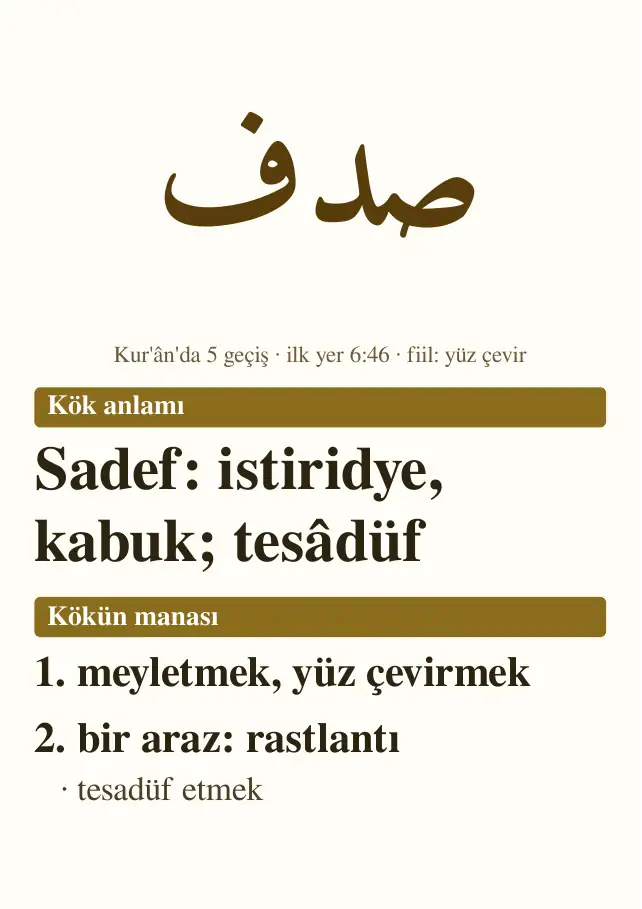 صدف
Kur'ân'da 5 geçiş · ilk yer 6:46 · fiil: yüz çevir
Kök anlamı
Sadef: istiridye,
kabuk; tesâdüf
Kökün manası
1. meyletmek, yüz çevirmek
2. bir araz: rastlantı
· tesadüf etmek